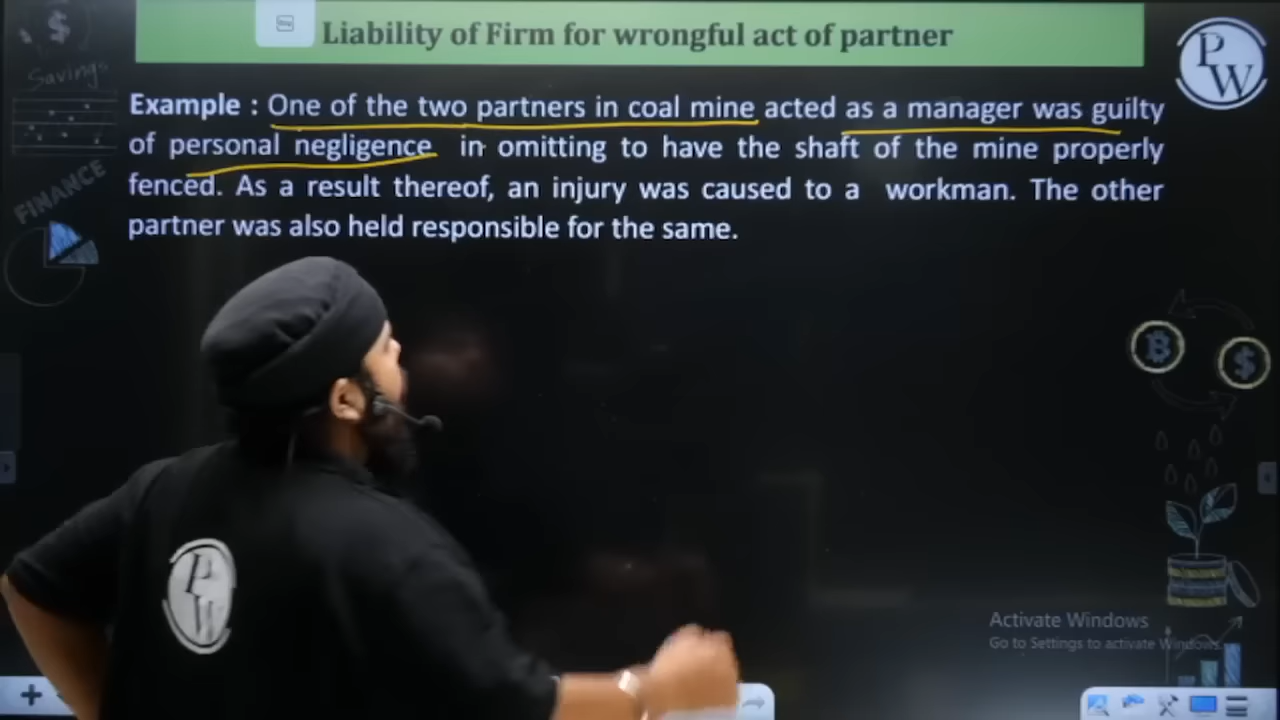 Liability of Firm for wrongful act of partner
PW
$
Savings
Example : One of the two partners in coal mine acted as a manager was guilty
of personal negligence in omitting to have the shaft of the mine properly
fenced. As a result thereof, an injury was caused to a workman. The other
partner was also held responsible for the same.
FINANCE
₿
$
PW
Activate Windows
Go to Settings to activate Windows.